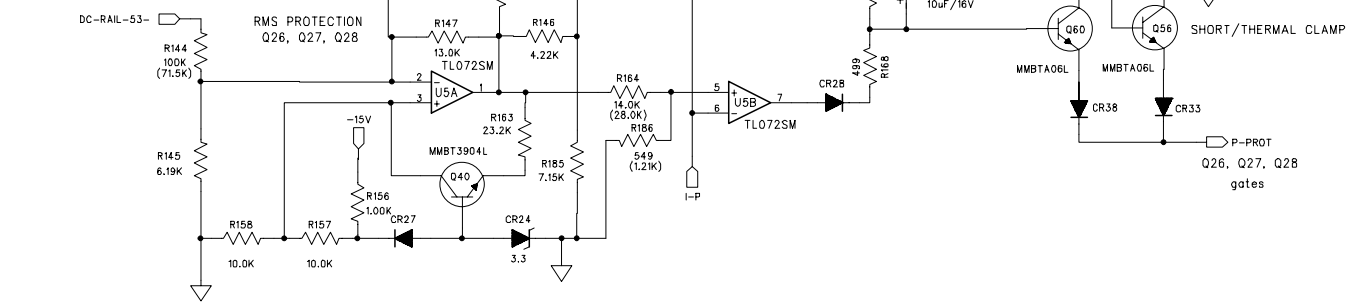 DC-RAIL-53-
RMS PROTECTION
Q26, Q27, Q28
R144
100K
(71.5K)
R147
13.0K
R146
4.22K
TL072SM
2
3
1
U5A
R163
23.2K
-15V
MMBT3904L
Q40
R145
6.19K
R156
1.00K
R185
7.15K
R158
10.0K
R157
10.0K
CR27
CR24
3.3
R164
14.0K
(28.0K)
R186
549
(1.21K)
5
6
7
U5B
TL072SM
I-P
CR28
499
R168
10uF/16V
Q60
MMBTA06L
Q56
MMBTA06L
SHORT/THERMAL CLAMP
CR38
CR33
P-PROT
Q26, Q27, Q28
gates